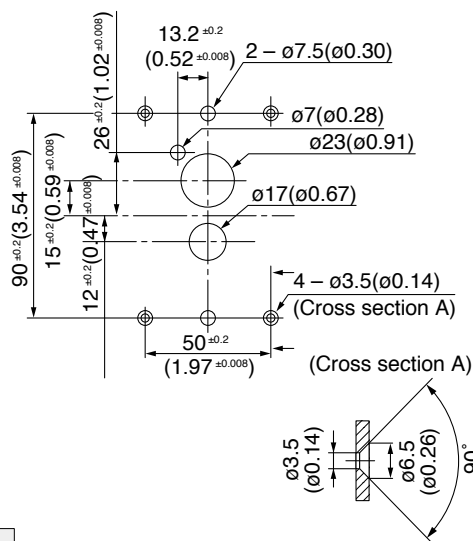 13.2 ±0.2
(0.52 ±0.008)
2 – ø7.5(ø0.30)
26 ±0.2(1.02 ±0.008)
ø7(ø0.28)
ø23(ø0.91)
90 ±0.2(3.54 ±0.008)
15 ±0.2(0.59 ±0.008)
12 ±0.2(0.47 ±0.008)
ø17(ø0.67)
4 – ø3.5(ø0.14)
(Cross section A)
50 ±0.2
(1.97 ±0.008)
(Cross section A)
ø3.5
(ø0.14)
ø6.5
(ø0.26)
90°